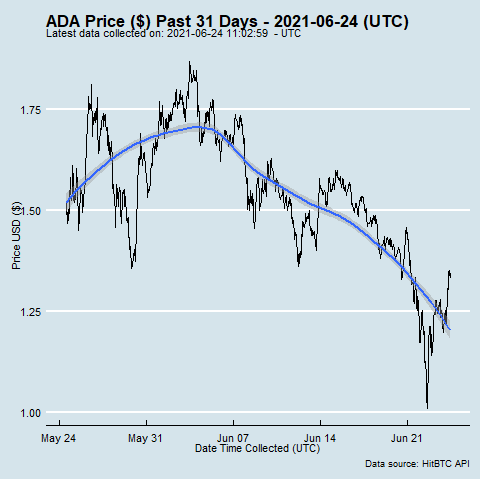 ADA Price ($) Past 31 Days - 2021-06-24 (UTC)
Latest data collected on: 2021-06-24 11:02:59 - UTC
Price USD ($)
1.75
1.50
1.25
1.00
May 24 May 31 Jun 07 Jun 14 Jun 21
Date Time Collected (UTC)
Data source: HitBTC API